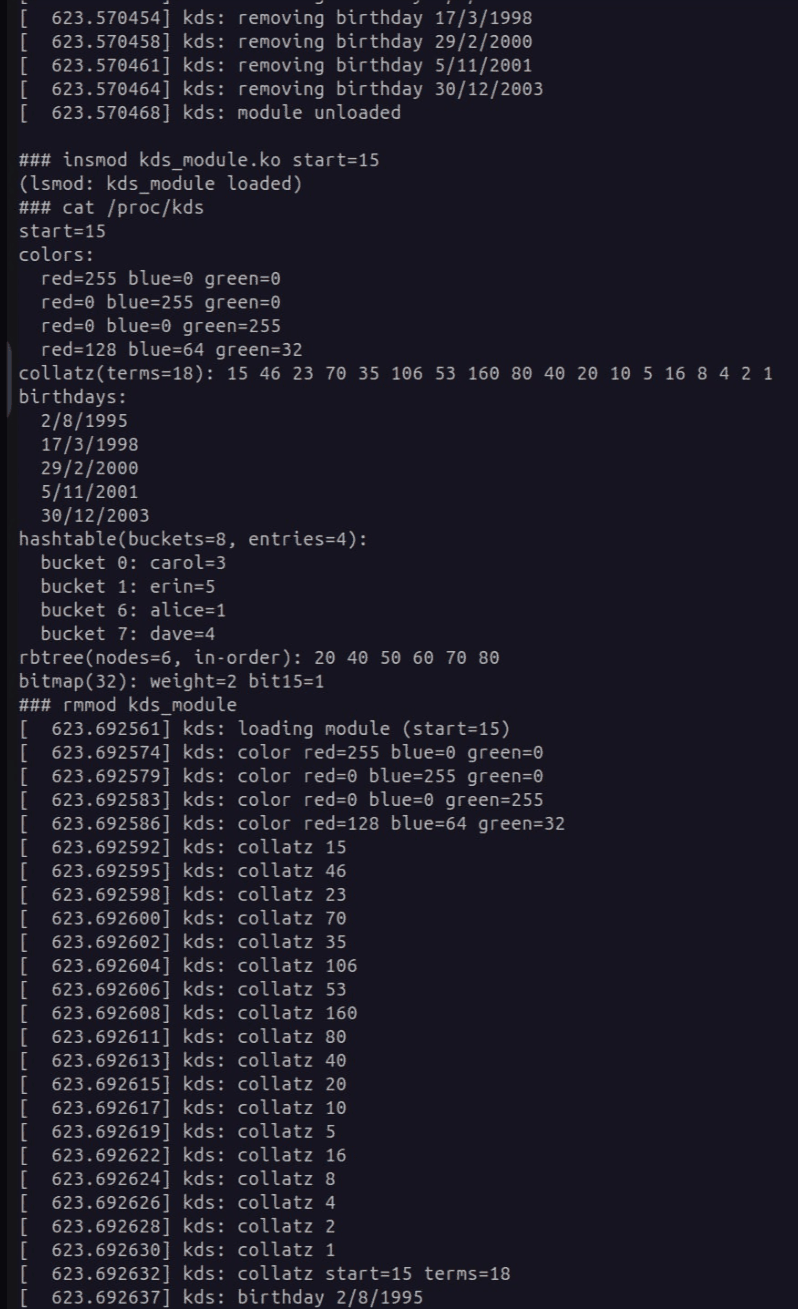 [  623.570454] kds: removing birthday 17/3/1998
[  623.570458] kds: removing birthday 29/2/2000
[  623.570461] kds: removing birthday 5/11/2001
[  623.570464] kds: removing birthday 30/12/2003
[  623.570468] kds: module unloaded

### insmod kds_module.ko start=15
(lsmod: kds_module loaded)
### cat /proc/kds
start=15
colors:
  red=255 blue=0 green=0
  red=0 blue=255 green=0
  red=0 blue=0 green=255
  red=128 blue=64 green=32
collatz(terms=18): 15 46 23 70 35 106 53 160 80 40 20 10 5 16 8 4 2 1
birthdays:
  2/8/1995
  17/3/1998
  29/2/2000
  5/11/2001
  30/12/2003
hashtable(buckets=8, entries=4):
  bucket 0: carol=3
  bucket 1: erin=5
  bucket 6: alice=1
  bucket 7: dave=4
rbtree(nodes=6, in-order): 20 40 50 60 70 80
bitmap(32): weight=2 bit15=1
### rmmod kds_module
[  623.692561] kds: loading module (start=15)
[  623.692574] kds: color red=255 blue=0 green=0
[  623.692579] kds: color red=0 blue=255 green=0
[  623.692583] kds: color red=0 blue=0 green=255
[  623.692586] kds: color red=128 blue=64 green=32
[  623.692592] kds: collatz 15
[  623.692595] kds: collatz 46
[  623.692598] kds: collatz 23
[  623.692600] kds: collatz 70
[  623.692602] kds: collatz 35
[  623.692604] kds: collatz 106
[  623.692606] kds: collatz 53
[  623.692608] kds: collatz 160
[  623.692611] kds: collatz 80
[  623.692613] kds: collatz 40
[  623.692615] kds: collatz 20
[  623.692617] kds: collatz 10
[  623.692619] kds: collatz 5
[  623.692622] kds: collatz 16
[  623.692624] kds: collatz 8
[  623.692626] kds: collatz 4
[  623.692628] kds: collatz 2
[  623.692630] kds: collatz 1
[  623.692632] kds: collatz start=15 terms=18
[  623.692637] kds: birthday 2/8/1995